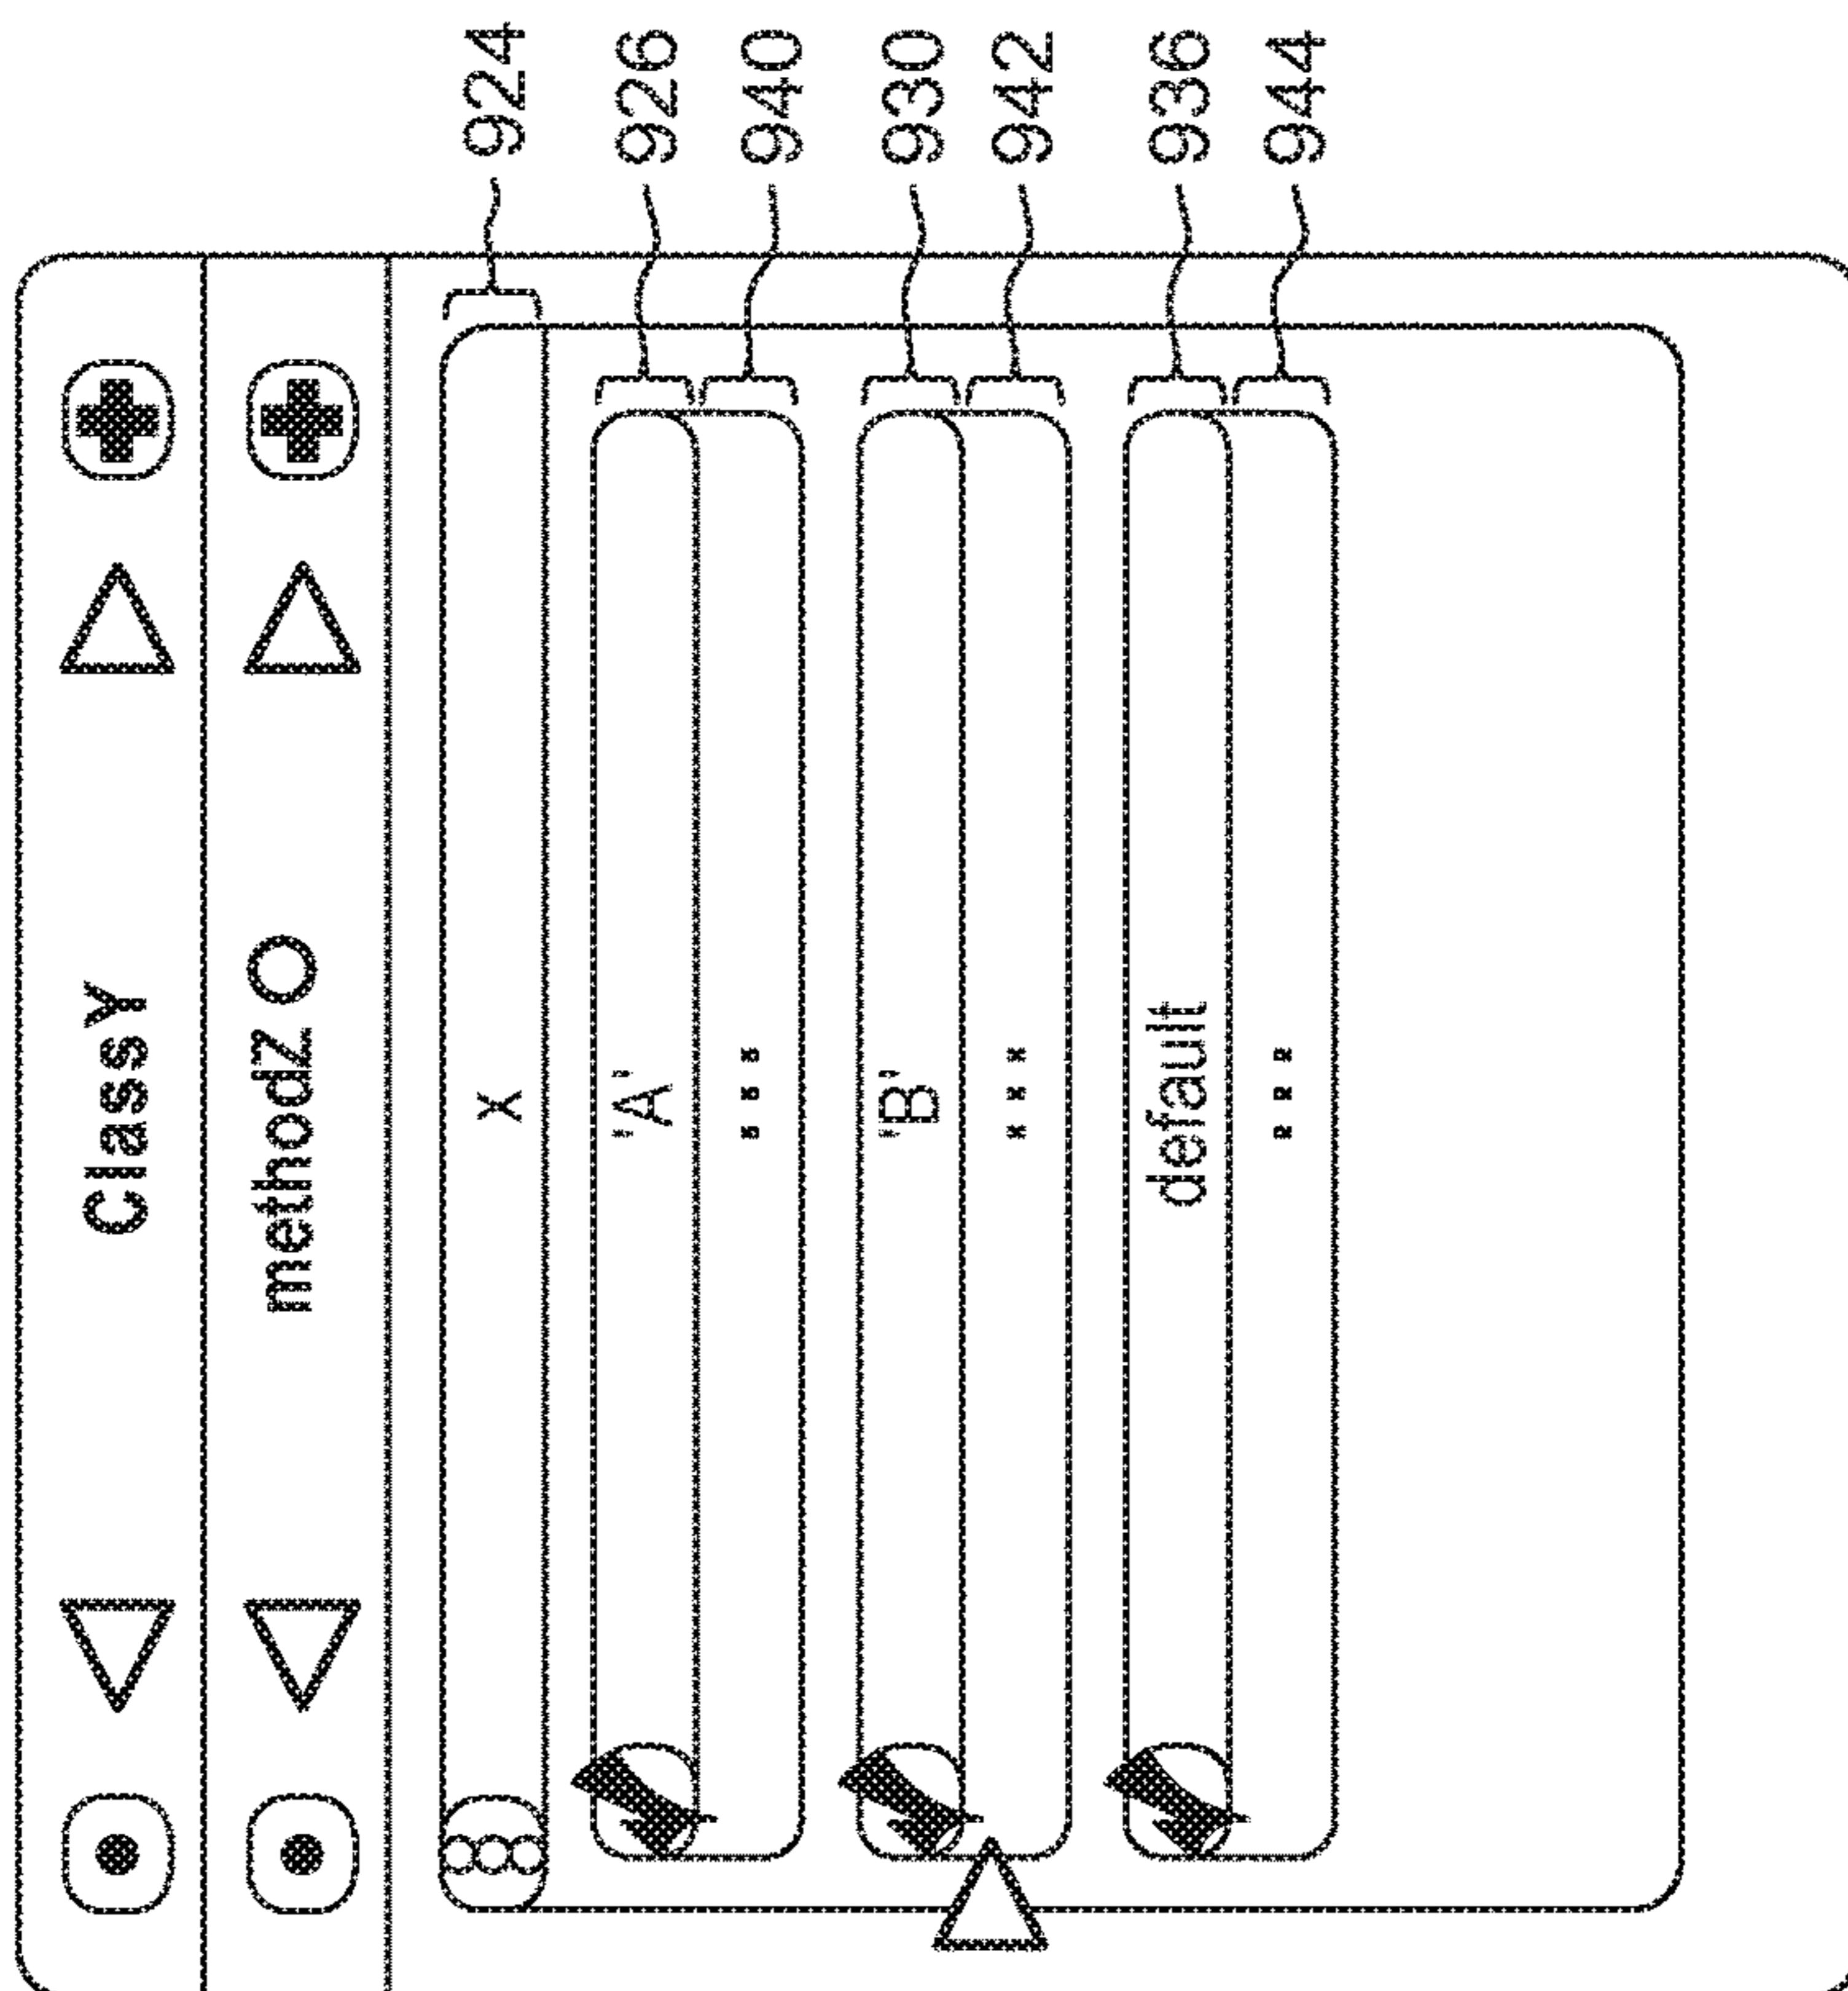 ClassY
methodZ ○
X 924
'A' 926
... 940
'B' 930
... 942
default 936
... 944